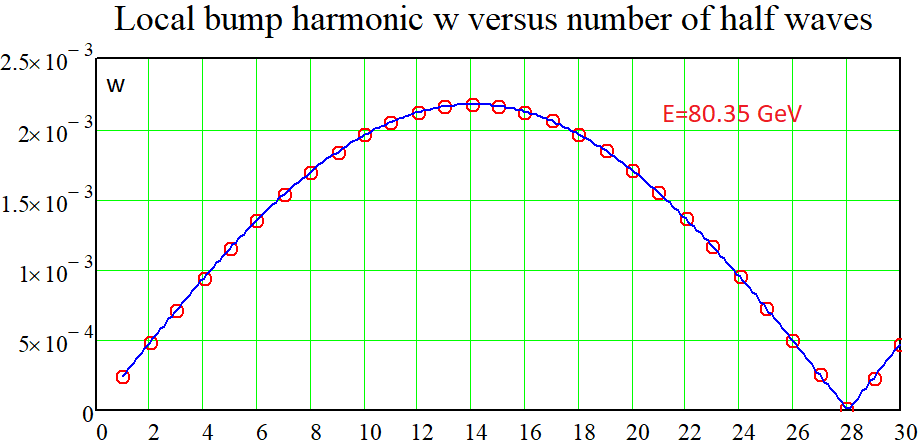 Local bump harmonic w versus number of half waves
2.5×10⁻³
w
E=80.35 GeV
2×10⁻³
1.5×10⁻³
1×10⁻³
5×10⁻⁴
0
0 2 4 6 8 10 12 14 16 18 20 22 24 26 28 30